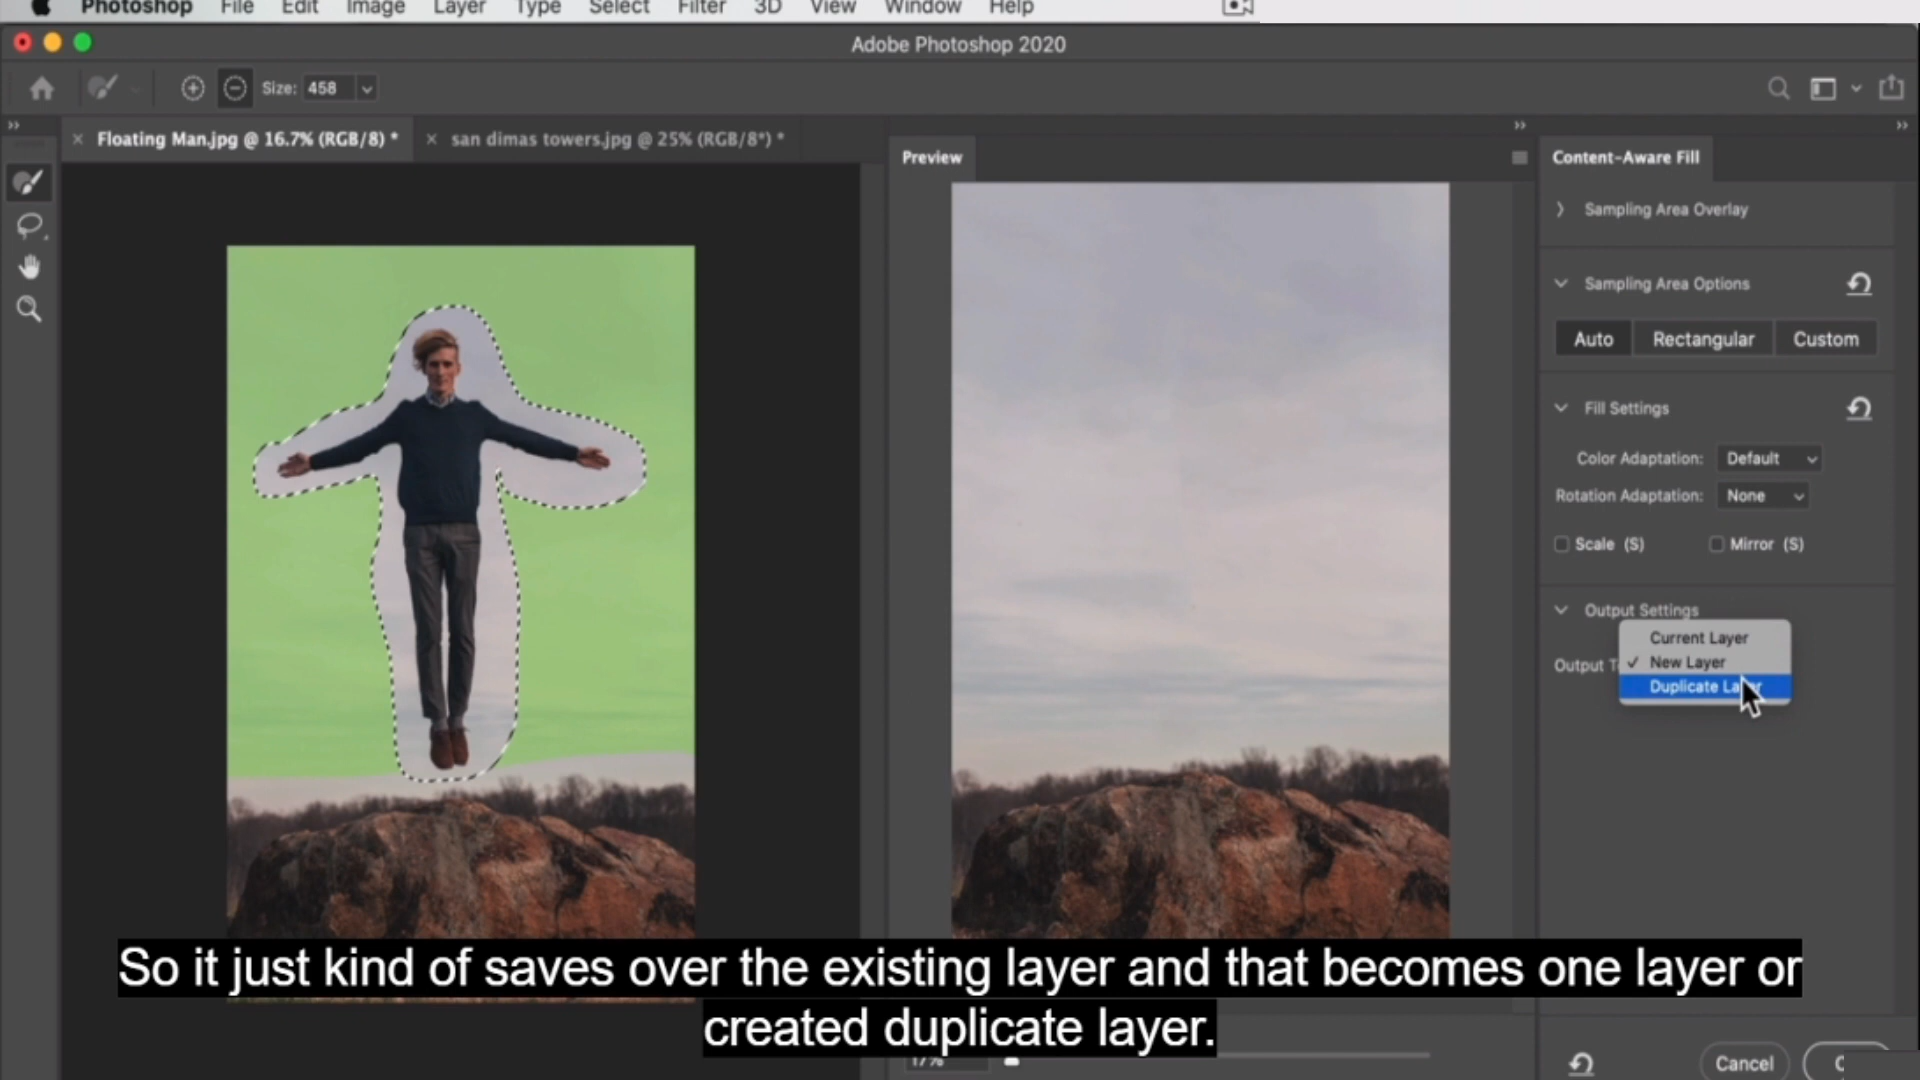 Photoshop File Edit Image Layer Type Select Filter 3D View Window Help
Adobe Photoshop 2020
Size: 458
Floating Man.jpg @ 16.7% (RGB/8) *
san dimas towers.jpg @ 25% (RGB/8*) *
Preview
Content-Aware Fill
Sampling Area Overlay
Sampling Area Options
Auto Rectangular Custom
Fill Settings
Color Adaptation: Default
Rotation Adaptation: None
Scale (S) Mirror (S)
Output Settings
Current Layer
Output
New Layer
Duplicate
So it just kind of saves over the existing layer and that becomes one layer or
created duplicate layer.
17%
Cancel